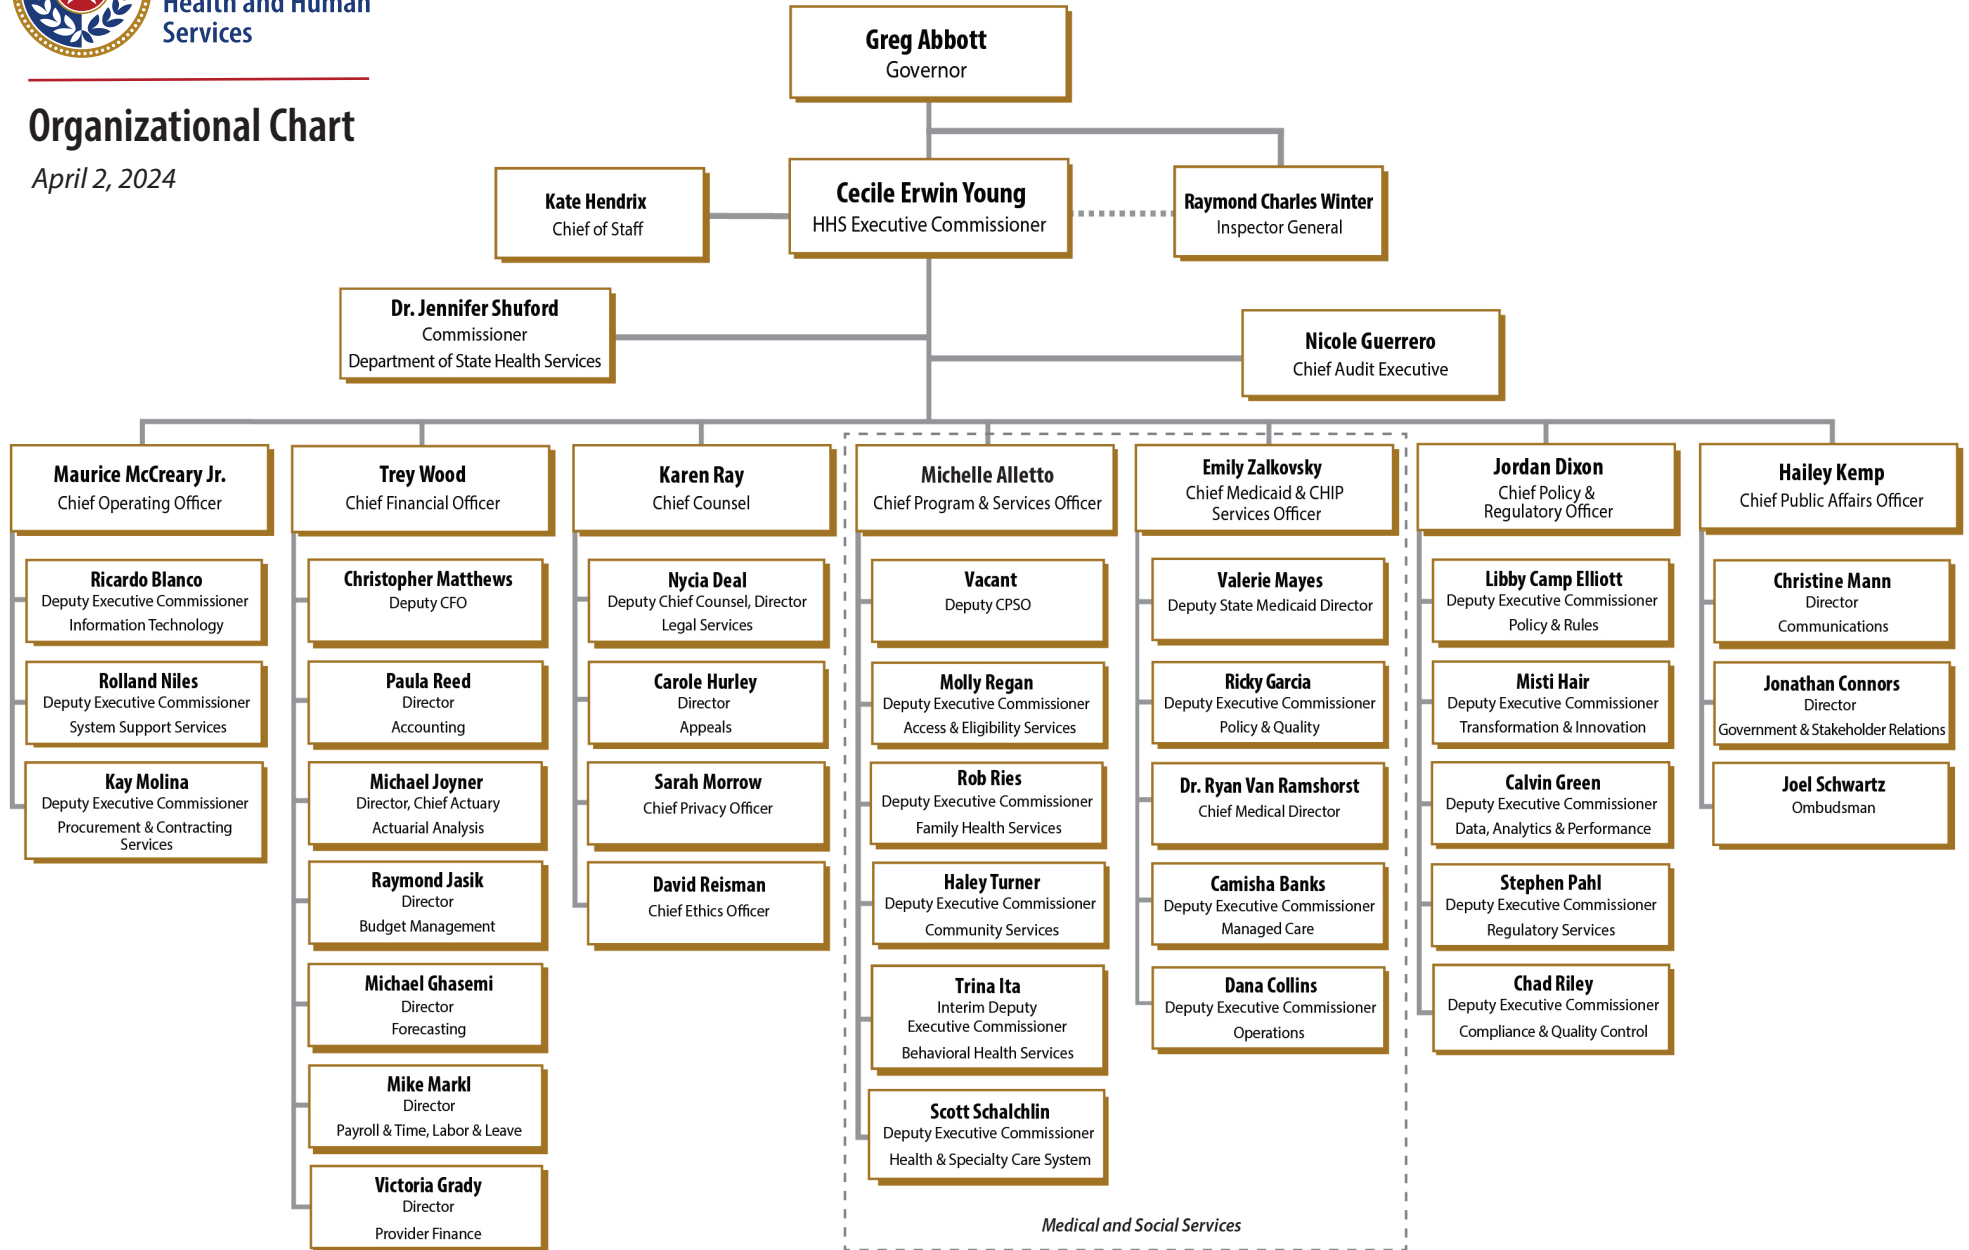 Health and Human
Services
Organizational Chart
April 2, 2024
Greg Abbott
Governor
Kate Hendrix
Chief of Staff
Cecile Erwin Young
HHS Executive Commissioner
Raymond Charles Winter
Inspector General
Dr. Jennifer Shuford
Commissioner
Department of State Health Services
Nicole Guerrero
Chief Audit Executive
Maurice McCreary Jr.
Chief Operating Officer
Ricardo Blanco
Deputy Executive Commissioner
Information Technology
Rolland Niles
Deputy Executive Commissioner
System Support Services
Kay Molina
Deputy Executive Commissioner
Procurement & Contracting
Services
Trey Wood
Chief Financial Officer
Christopher Matthews
Deputy CFO
Paula Reed
Director
Accounting
Michael Joyner
Director, Chief Actuary
Actuarial Analysis
Raymond Jasik
Director
Budget Management
Michael Ghasemi
Director
Forecasting
Mike Markl
Director
Payroll & Time, Labor & Leave
Victoria Grady
Director
Provider Finance
Karen Ray
Chief Counsel
Nycia Deal
Deputy Chief Counsel, Director
Legal Services
Carole Hurley
Director
Appeals
Sarah Morrow
Chief Privacy Officer
David Reisman
Chief Ethics Officer
Michelle Alletto
Chief Program & Services Officer
Vacant
Deputy CPSO
Molly Regan
Deputy Executive Commissioner
Access & Eligibility Services
Rob Ries
Deputy Executive Commissioner
Family Health Services
Haley Turner
Deputy Executive Commissioner
Community Services
Trina Ita
Interim Deputy
Executive Commissioner
Behavioral Health Services
Scott Schalchlin
Deputy Executive Commissioner
Health & Specialty Care System
Emily Zalkovsky
Chief Medicaid & CHIP
Services Officer
Valerie Mayes
Deputy State Medicaid Director
Ricky Garcia
Deputy Executive Commissioner
Policy & Quality
Dr. Ryan Van Ramshorst
Chief Medical Director
Camisha Banks
Deputy Executive Commissioner
Managed Care
Dana Collins
Deputy Executive Commissioner
Operations
Medical and Social Services
Jordan Dixon
Chief Policy &
Regulatory Officer
Libby Camp Elliott
Deputy Executive Commissioner
Policy & Rules
Misti Hair
Deputy Executive Commissioner
Transformation & Innovation
Calvin Green
Deputy Executive Commissioner
Data, Analytics & Performance
Stephen Pahl
Deputy Executive Commissioner
Regulatory Services
Chad Riley
Deputy Executive Commissioner
Compliance & Quality Control
Hailey Kemp
Chief Public Affairs Officer
Christine Mann
Director
Communications
Jonathan Connors
Director
Government & Stakeholder Relations
Joel Schwartz
Ombudsman